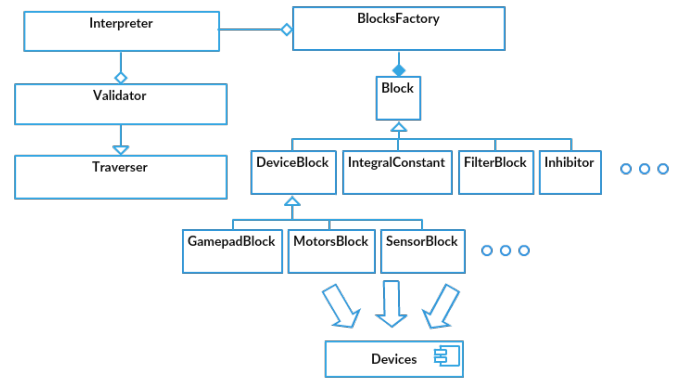 Interpreter
BlocksFactory
Block
Validator
Traverser
DeviceBlock
IntegralConstant
FilterBlock
Inhibitor
GamepadBlock
MotorsBlock
SensorBlock
Devices